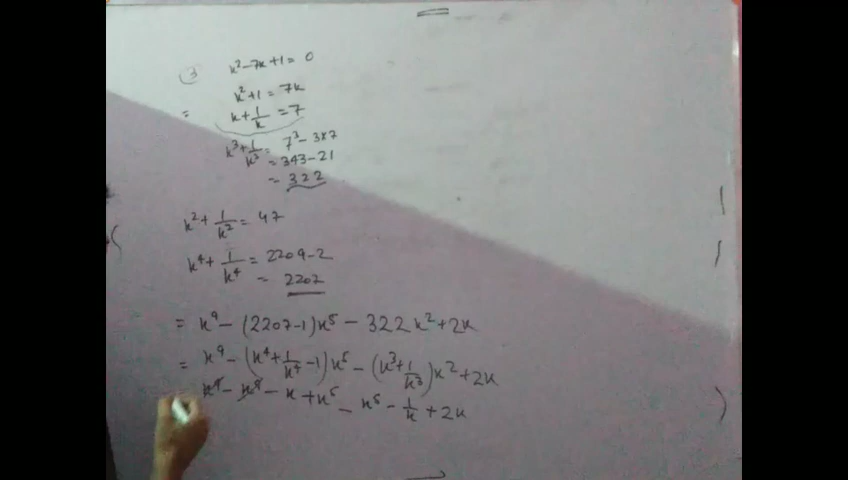 (3) x²-7x+1=0
= x²+1=7x
x+1/x=7
x³+1/x³=7³-3×7
=343-21
=322
x²+1/x²=47
x⁴+1/x⁴=2209-2
=2207
=x⁹-(2207-1)x⁵-322x²+2x
=x⁹-(x⁴+1/x⁴-1)x⁵-(x³+1/x³)x²+2x
x⁹-x⁹-x+x⁵-x⁵-1/x+2x